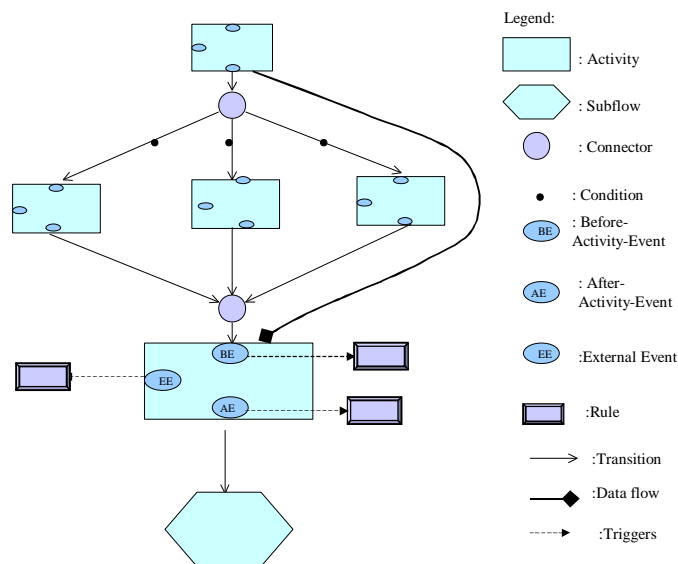 Legend:
: Activity
: Subflow
: Connector
: Condition
BE
: Before-
Activity-Event
AE
: After-
Activity-Event
EE
:External Event
:Rule
:Transition
:Data flow
:Triggers
BE
EE
AE